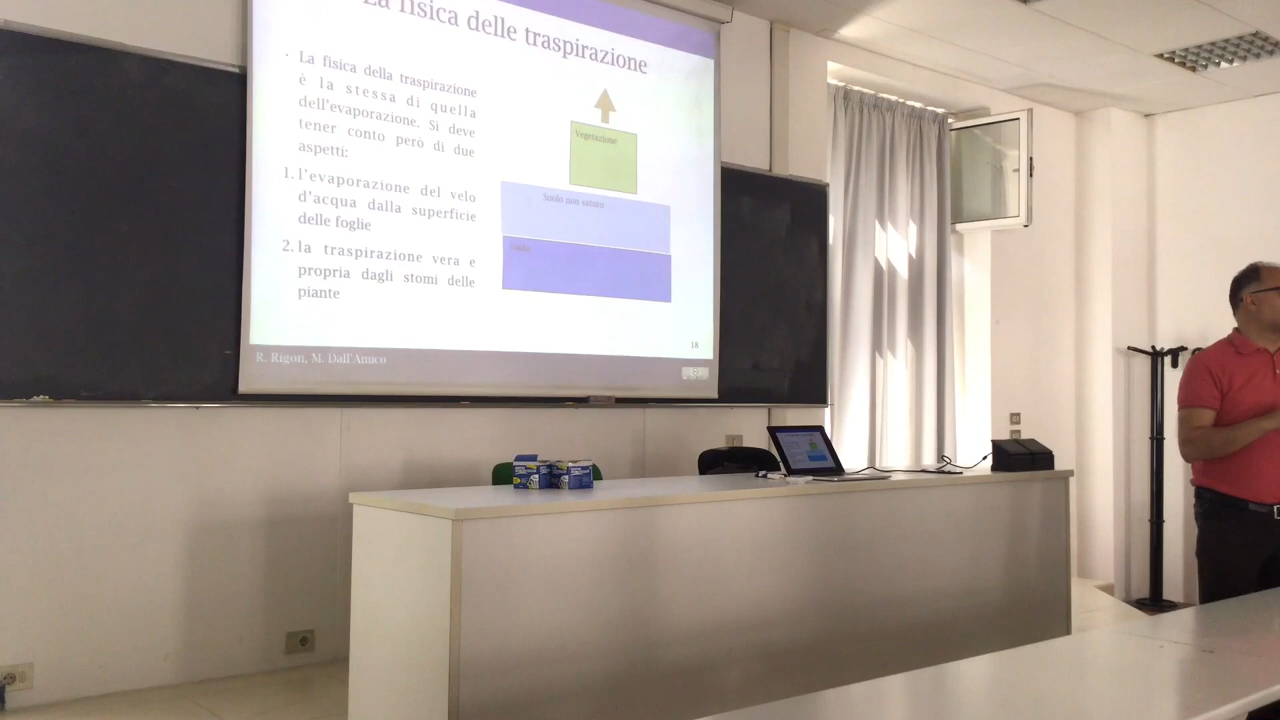 La fisica delle traspirazione
· La fisica della traspirazione
è la stessa di quella
dell'evaporazione. Si deve
tener conto però di due
aspetti:
1. l'evaporazione del velo
d'acqua dalla superficie
delle foglie
2. la traspirazione vera e
propria dagli stomi delle
piante
Vegetazione
Suolo non saturo
18
R. Rigon, M. Dall'Amico
8